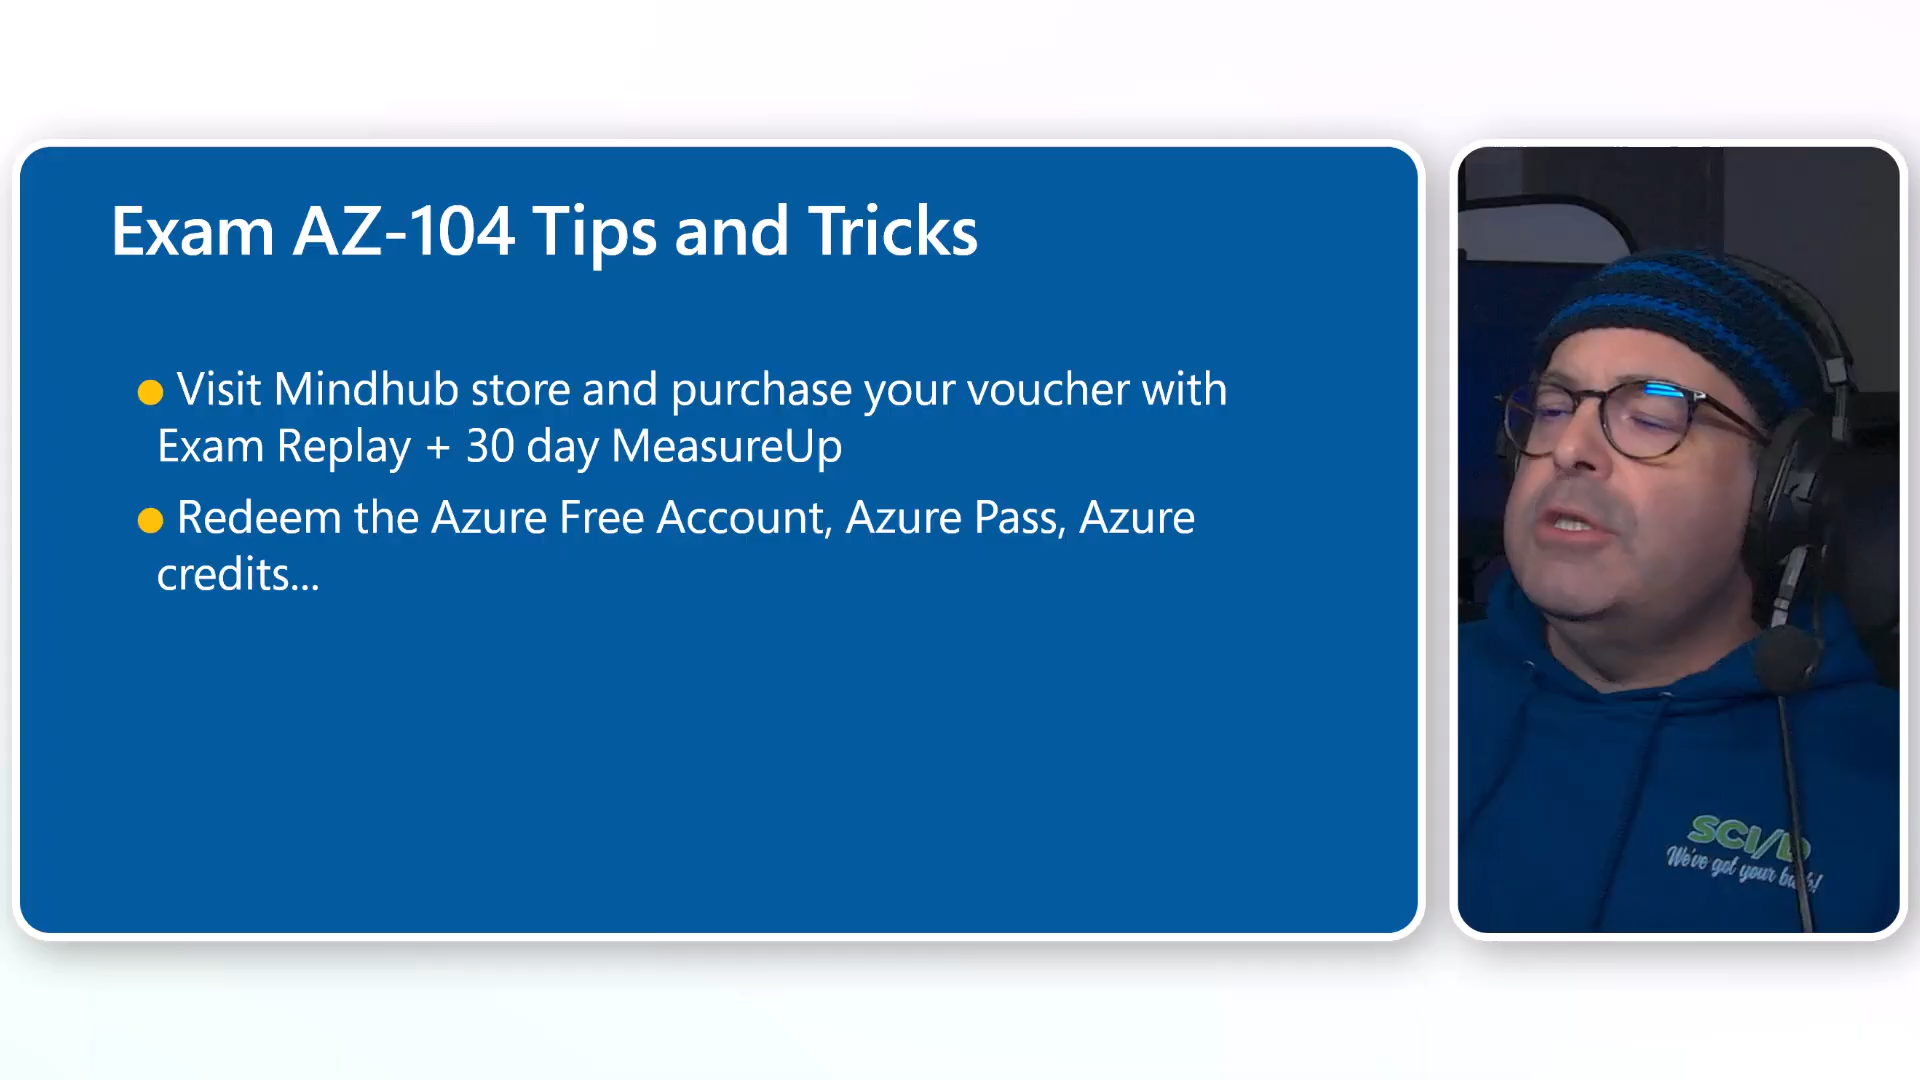 Exam AZ-104 Tips and Tricks
Visit Mindhub store and purchase your voucher with
Exam Replay + 30 day MeasureUp
Redeem the Azure Free Account, Azure Pass, Azure
credits...
We've got your